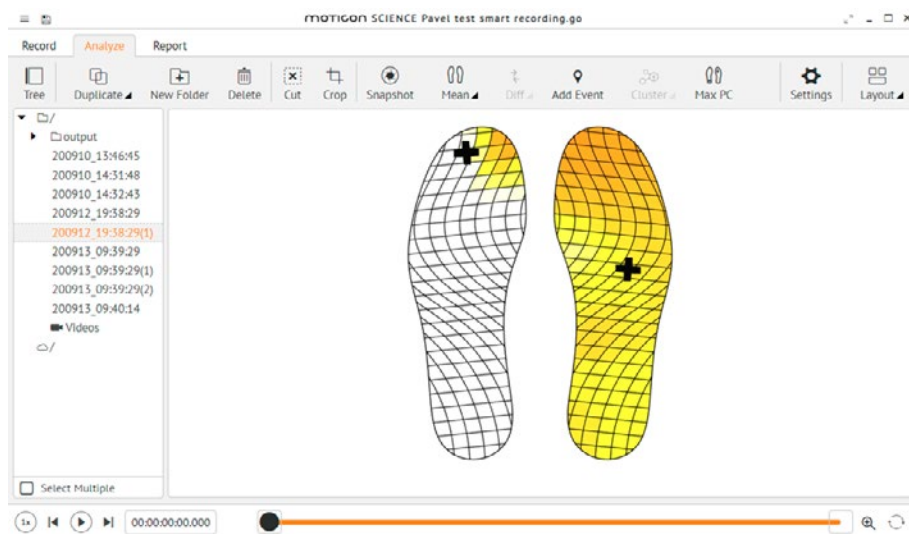 moticon SCIENCE Pavel test smart recording.go
Record Analyze Report
Tree Duplicate New Folder Delete Cut Crop Snapshot Mean Diff Add Event Cluster Max PC Settings Layout
/
output
200910_13:46:45
200910_14:31:48
200910_14:32:43
200912_19:38:29
200912_19:38:29(1)
200913_09:39:29
200913_09:39:29(1)
200913_09:39:29(2)
200913_09:40:14
Videos
/
Select Multiple
1x 00:00:00:00.000